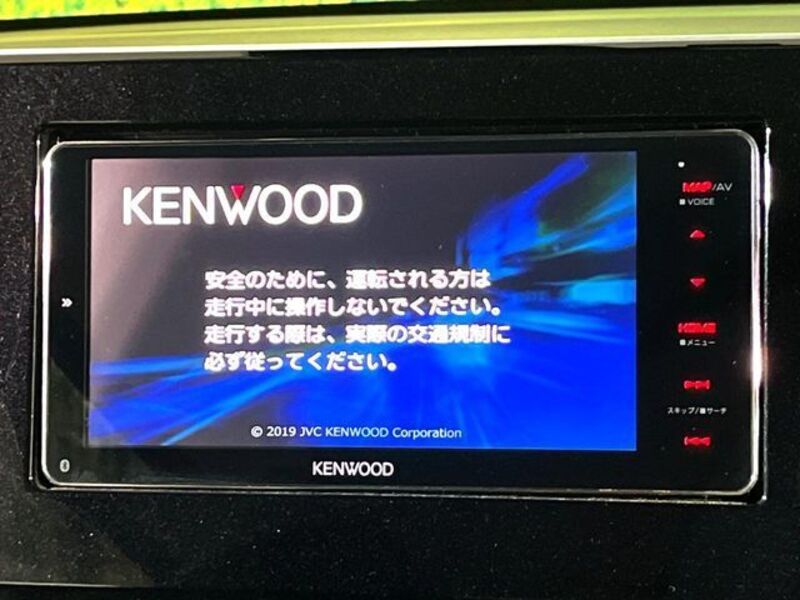 KENWOOD
安全のために、運転される方は
走行中に操作しないでください。
走行する際は、実際の交通規制に
必ず従ってください。
© 2019 JVC KENWOOD Corporation
KENWOOD
MAP/AV
■ VOICE
HOME
■メニュー
スキップ/■サーチ